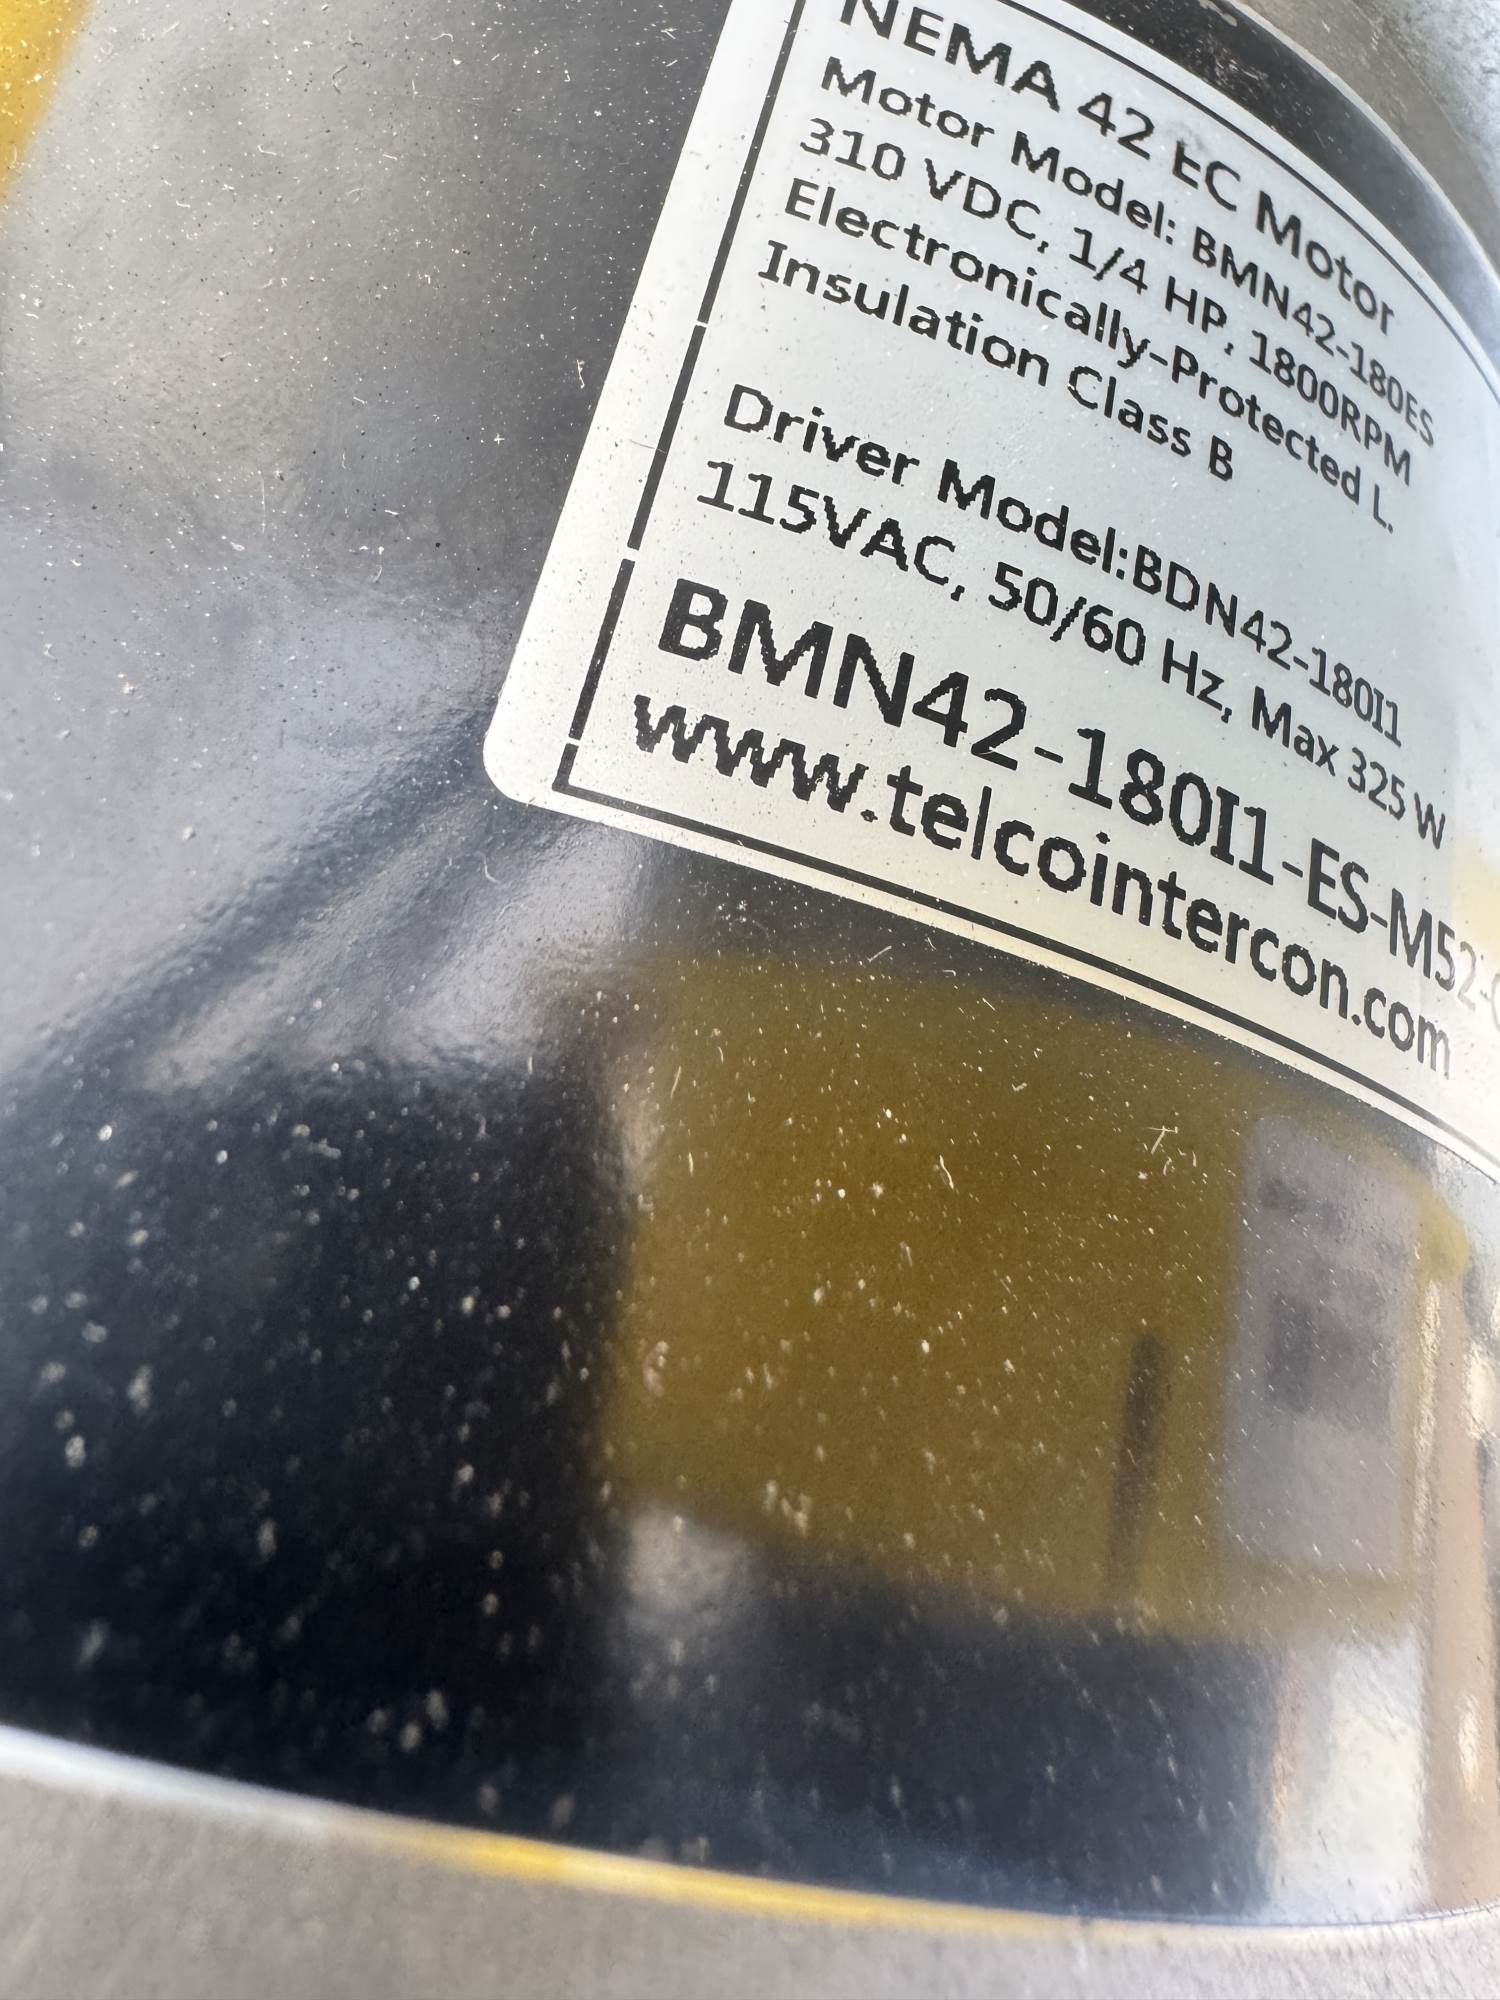 NEMA 42 EC Motor
Motor Model: BMN42-180ES
310 VDC, 1/4 HP, 1800RPM
Electronically-Protected L.
Insulation Class B
Driver Model:BDN42-180I1
115VAC, 50/60 Hz, Max 325 W
BMN42-180I1-ES-M52-
www.telcointercon.com